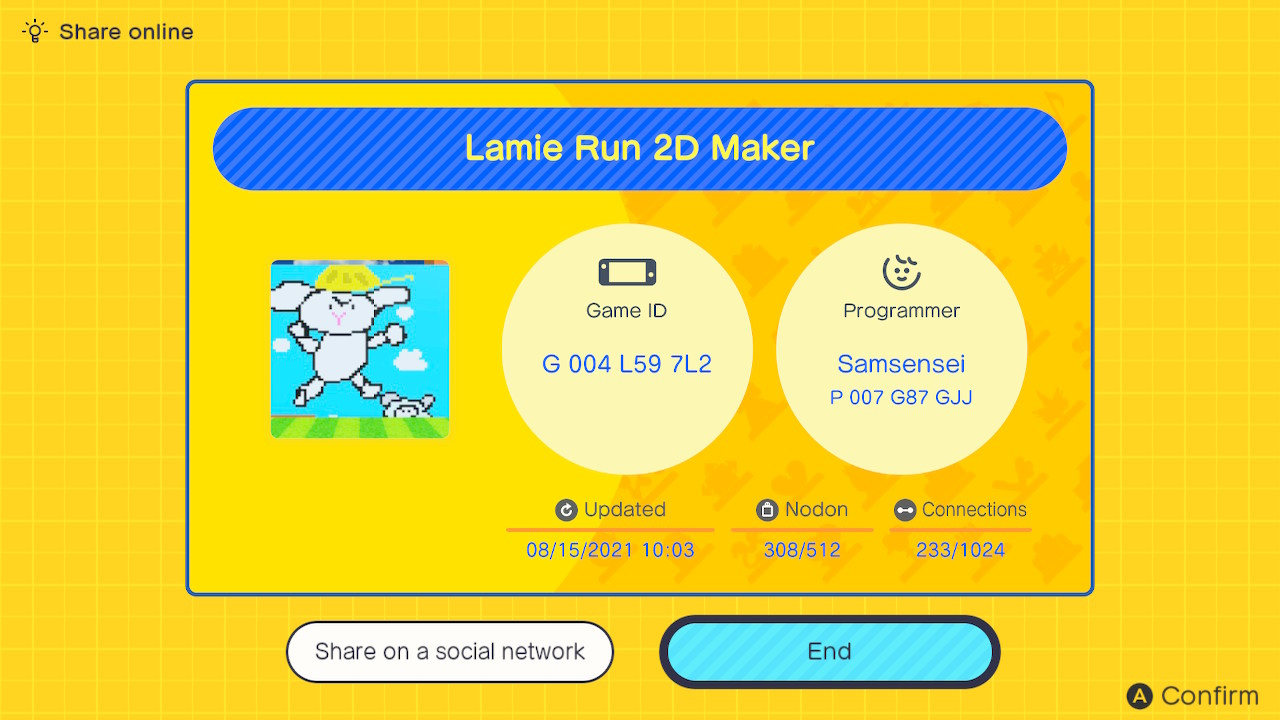 Share online
Lamie Run 2D Maker
Game ID
G 004 L59 7L2
Programmer
Samsensei
P 007 G87 GJJ
Updated
08/15/2021 10:03
Nodon
308/512
Connections
233/1024
Share on a social network
End
A Confirm